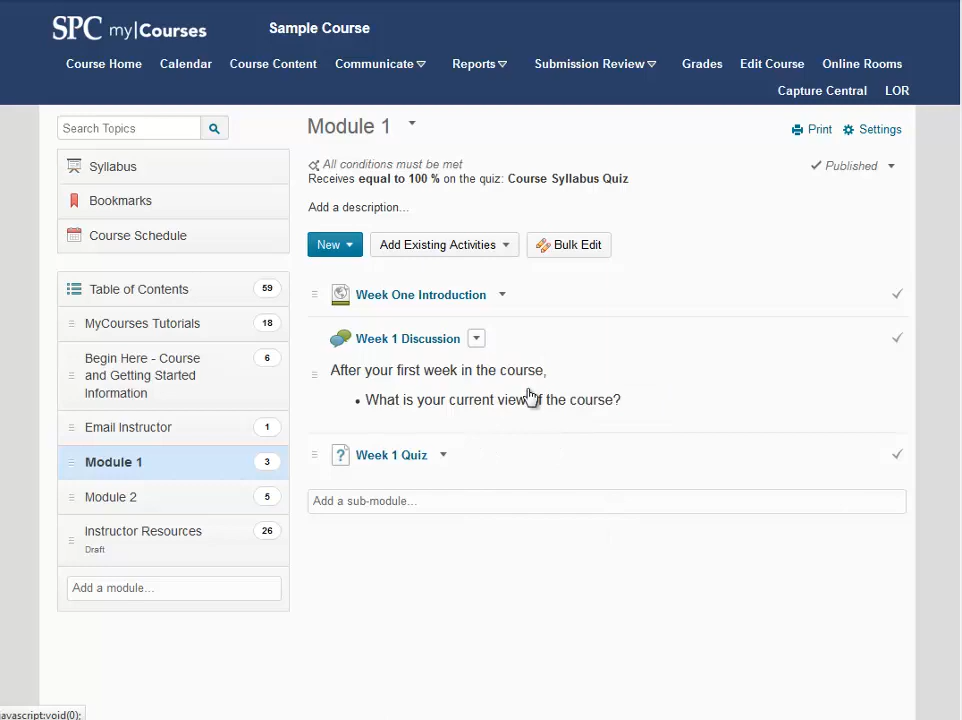 SPC my|Courses
Sample Course
Course Home Calendar Course Content Communicate Reports Submission Review Grades Edit Course Online Rooms
Capture Central LOR
Search Topics
Syllabus
Bookmarks
Course Schedule
Table of Contents 59
MyCourses Tutorials 18
Begin Here - Course 6
and Getting Started
Information
Email Instructor 1
Module 1 3
Module 2 5
Instructor Resources 26
Draft
Add a module...
Module 1
Print Settings
All conditions must be met
Published
Receives equal to 100 % on the quiz: Course Syllabus Quiz
Add a description...
New Add Existing Activities Bulk Edit
Week One Introduction
Week 1 Discussion
After your first week in the course,
• What is your current view of the course?
? Week 1 Quiz
Add a sub-module...
javascript:void(0);